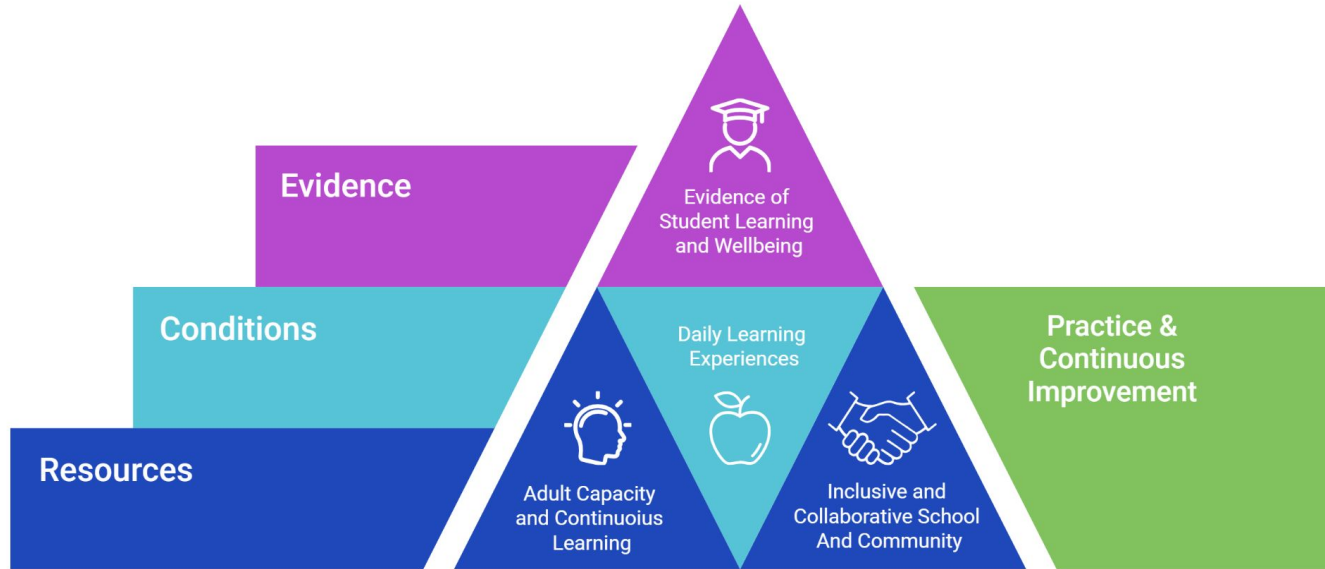 Evidence
Conditions
Resources
Evidence of
Student Learning
and Wellbeing
Daily Learning
Experiences
Adult Capacity
and Continuoius
Learning
Inclusive and
Collaborative School
And Community
Practice &
Continuous
Improvement